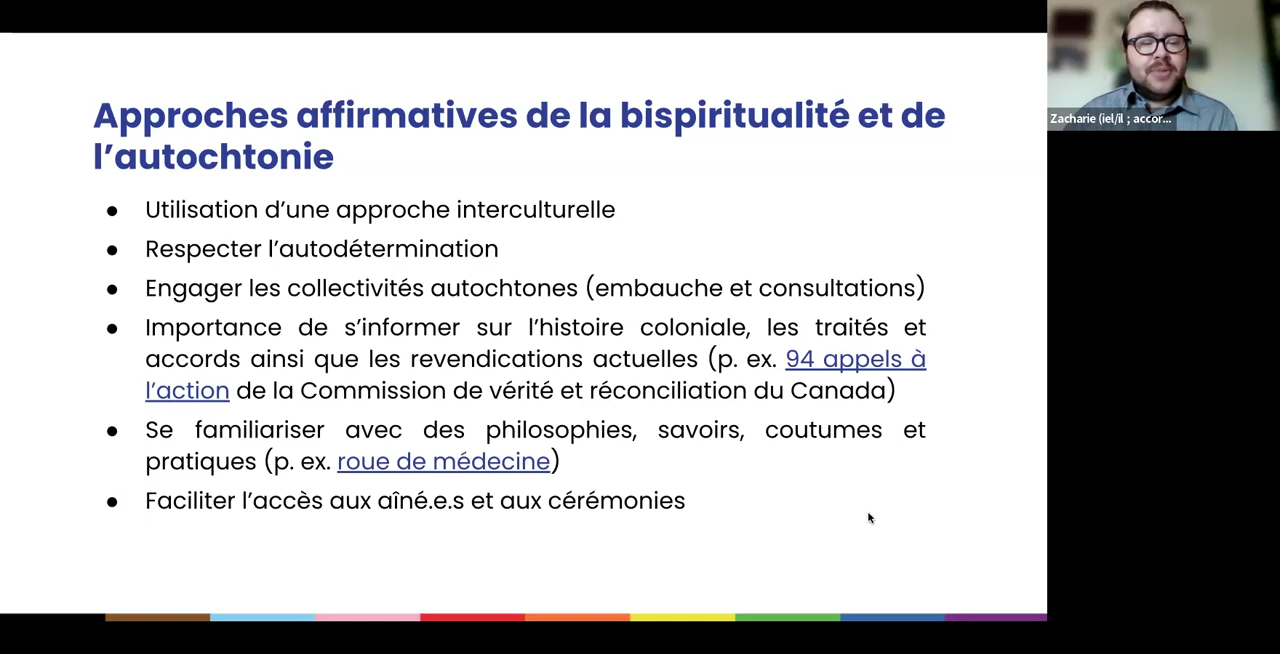 Approches affirmatives de la bispiritualité et de
l’autochtonie
● Utilisation d’une approche interculturelle
● Respecter l’autodétermination
● Engager les collectivités autochtones (embauche et consultations)
● Importance de s’informer sur l’histoire coloniale, les traités et
accords ainsi que les revendications actuelles (p. ex. 94 appels à
l’action de la Commission de vérité et réconciliation du Canada)
● Se familiariser avec des philosophies, savoirs, coutumes et
pratiques (p. ex. roue de médecine)
● Faciliter l’accès aux aîné.e.s et aux cérémonies
Zacharie (iel/il ; accor...